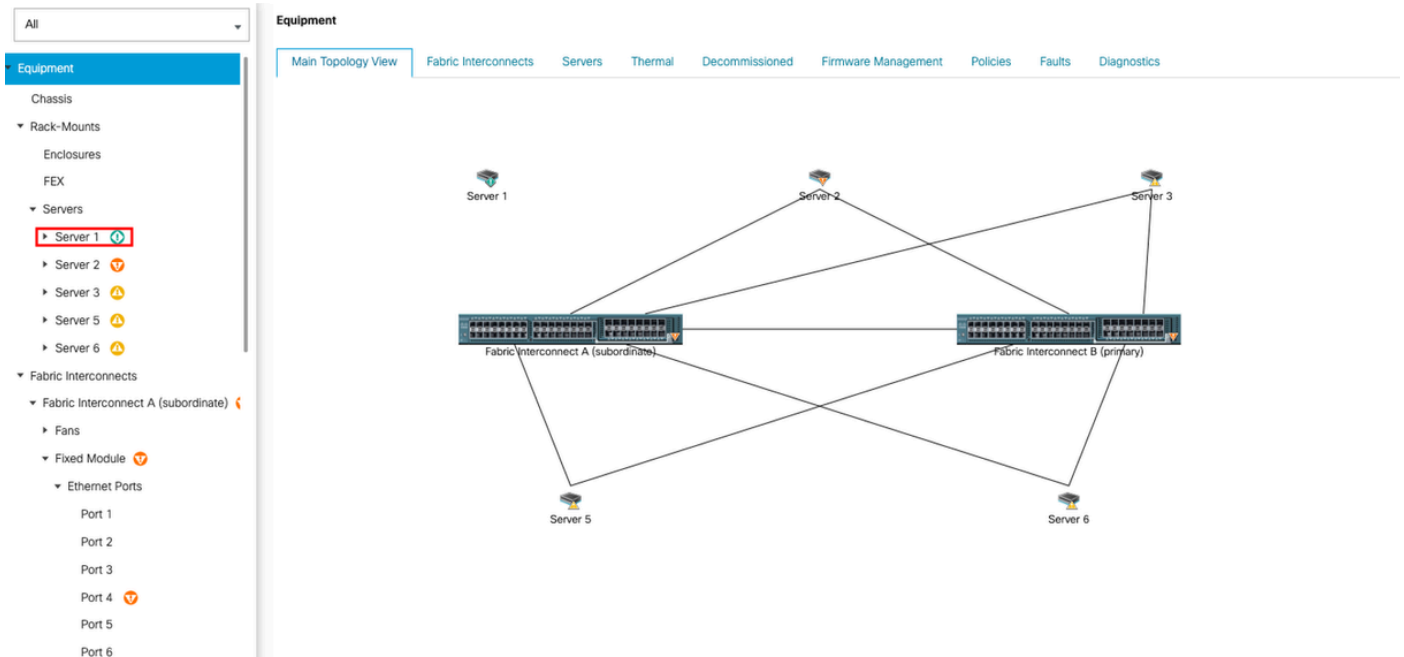 All
Equipment
Chassis
Rack-Mounts
Enclosures
FEX
Servers
Server 1
Server 2
Server 3
Server 5
Server 6
Fabric Interconnects
Fabric Interconnect A (subordinate)
Fans
Fixed Module
Ethernet Ports
Port 1
Port 2
Port 3
Port 4
Port 5
Port 6
Equipment
Main Topology View Fabric Interconnects Servers Thermal Decommissioned Firmware Management Policies Faults Diagnostics
Server 1 Server 2 Server 3
Fabric Interconnect A (subordinate) Fabric Interconnect B (primary)
Server 5 Server 6